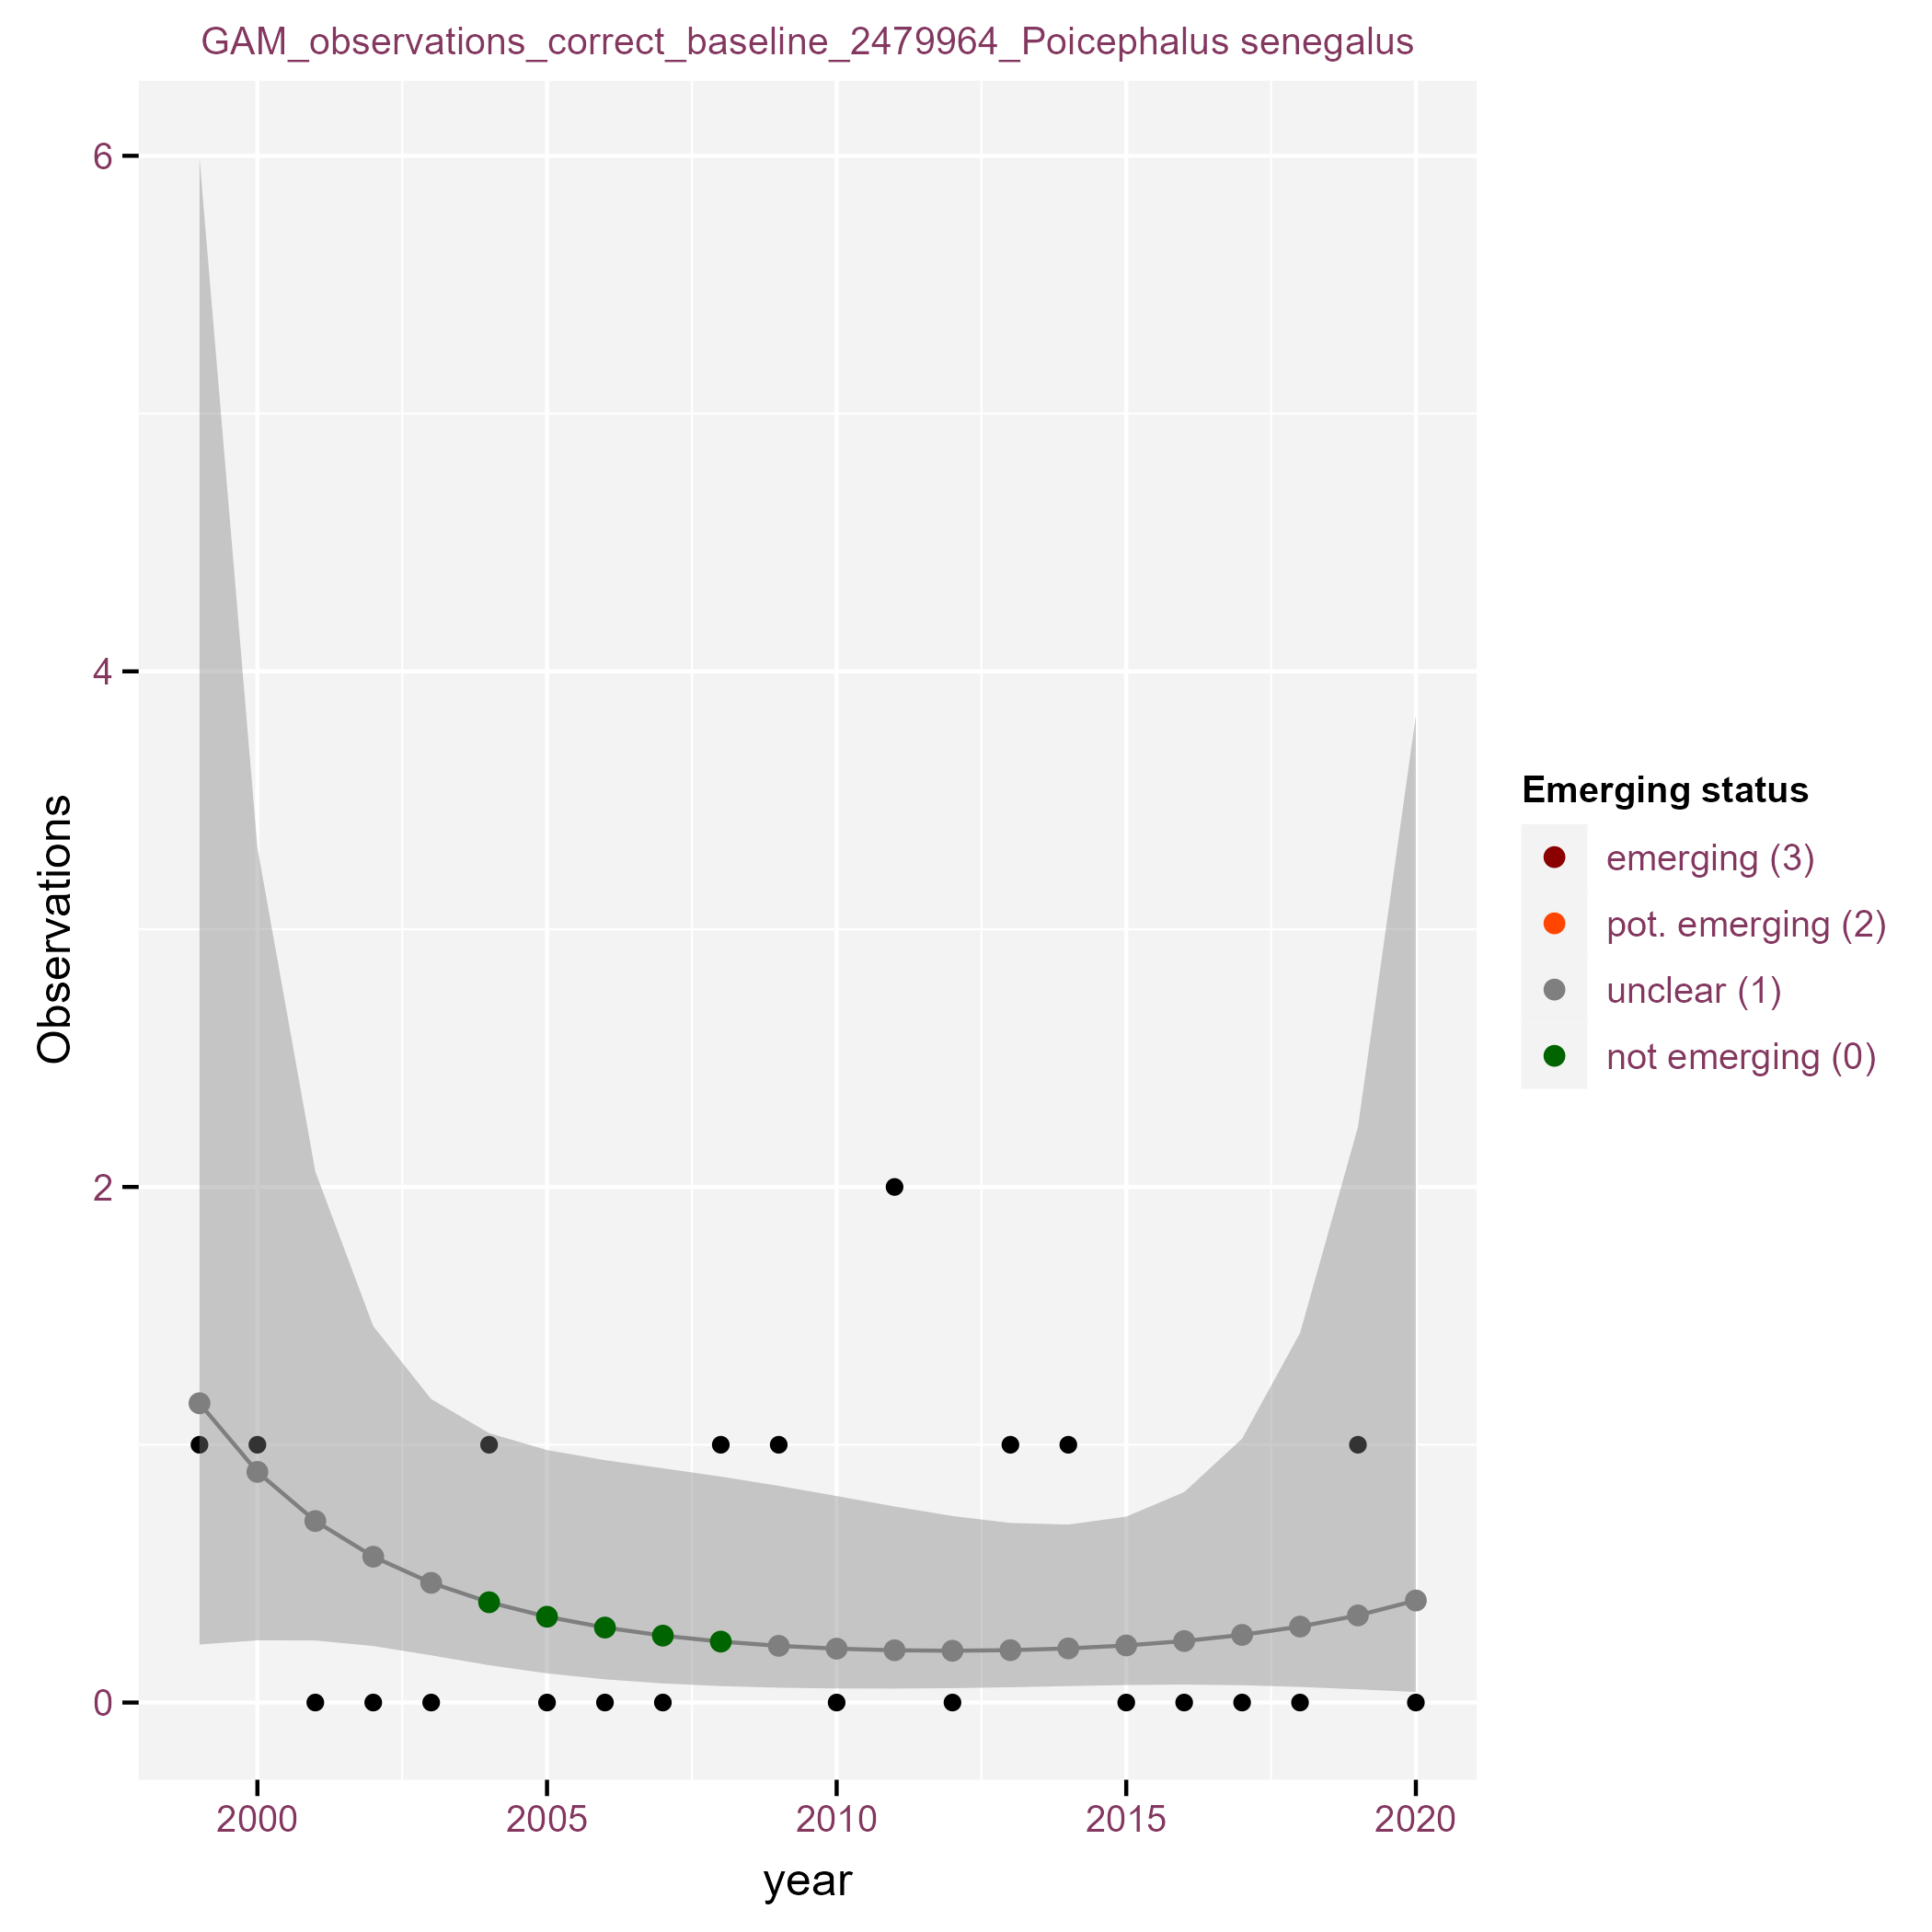 GAM_observations_correct_baseline_2479964_Poicephalus senegalus
6
4
2
0
Observations
2000
2005
2010
2015
2020
year
Emerging status
emerging (3)
pot. emerging (2)
unclear (1)
not emerging (0)